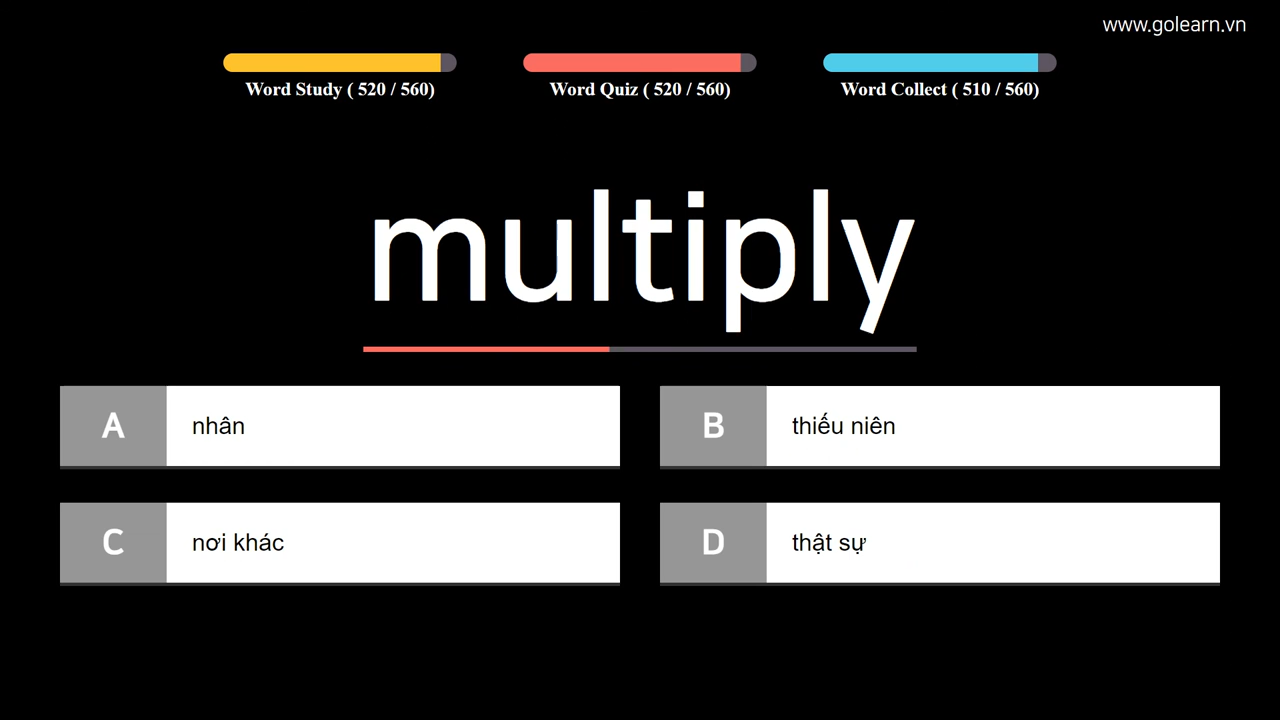 www.golearn.vn
Word Study ( 520 / 560)
Word Quiz ( 520 / 560)
Word Collect ( 510 / 560)
multiply
A nhân
B thiếu niên
C nơi khác
D thật sự